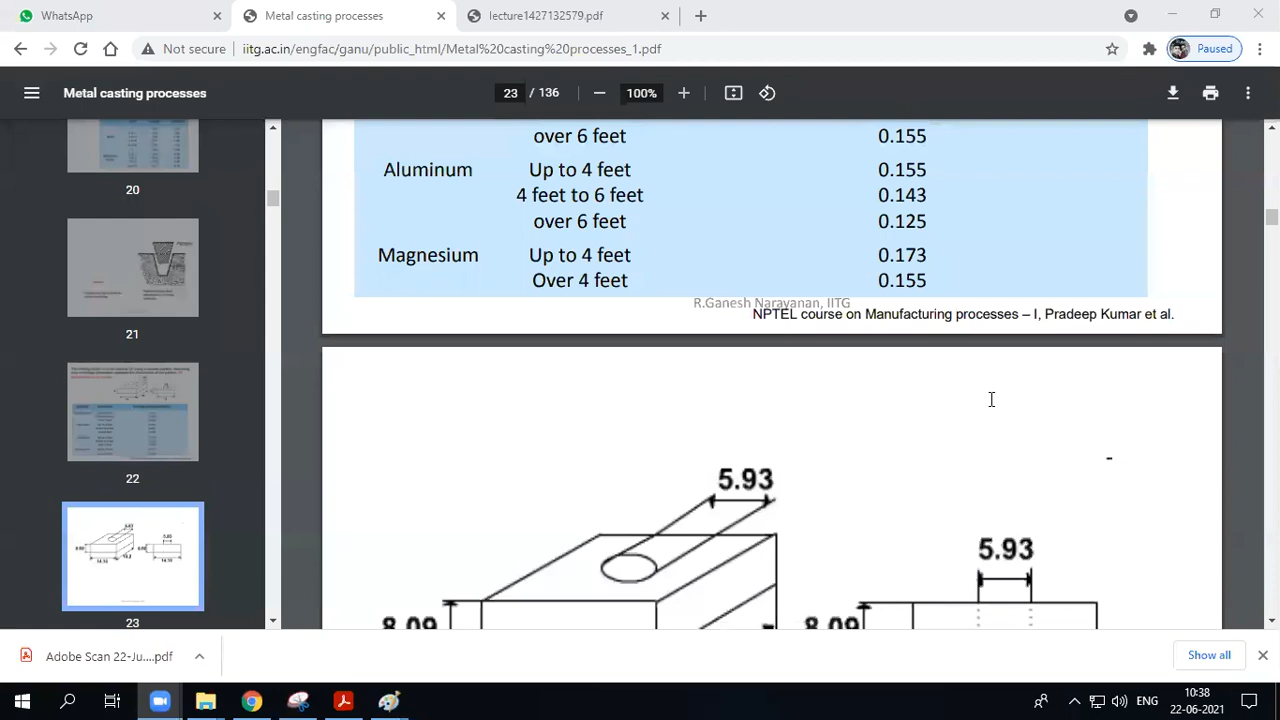 WhatsApp
Metal casting processes
lecture1427132579.pdf
Not secure
iitg.ac.in/engfac/ganu/public_html/Metal%20casting%20processes_1.pdf
Paused
Metal casting processes
23 / 136
100%
20
21
22
23
over 6 feet 0.155
Aluminum Up to 4 feet 0.155
4 feet to 6 feet 0.143
over 6 feet 0.125
Magnesium Up to 4 feet 0.173
Over 4 feet 0.155
R.Ganesh Narayanan, IITG
NPTEL course on Manufacturing processes – I, Pradeep Kumar et al.
-
5.93
5.93
8.09
8.09
Adobe Scan 22-Ju....pdf
Show all
ENG
10:38
22-06-2021